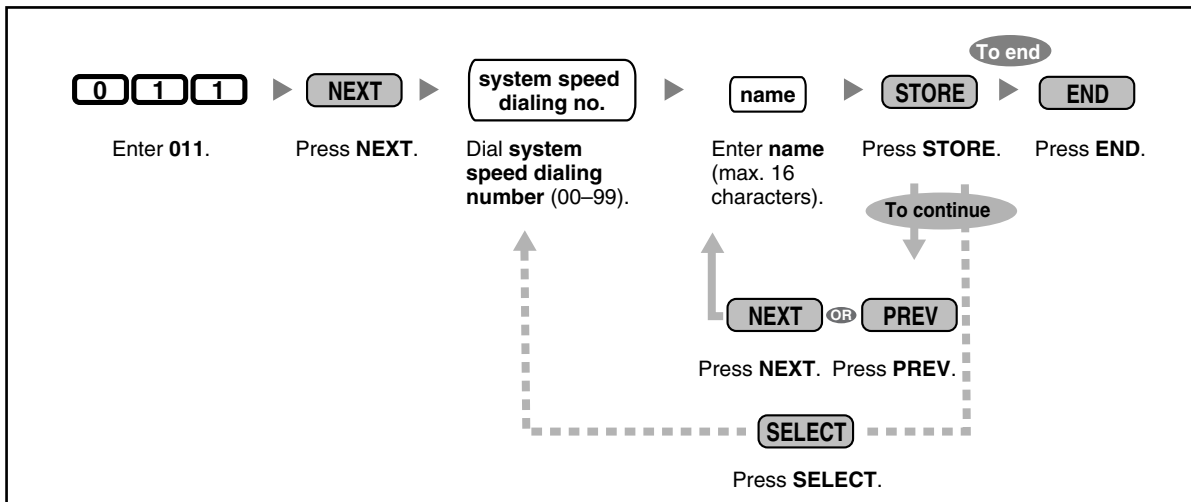 To end
0 1 1 NEXT system speed dialing no. name STORE END
Enter 011.
Press NEXT.
Dial system
speed dialing
number (00–99).
Enter name
(max. 16
characters).
Press STORE.
Press END.
To continue
NEXT OR PREV
Press NEXT. Press PREV.
SELECT
Press SELECT.